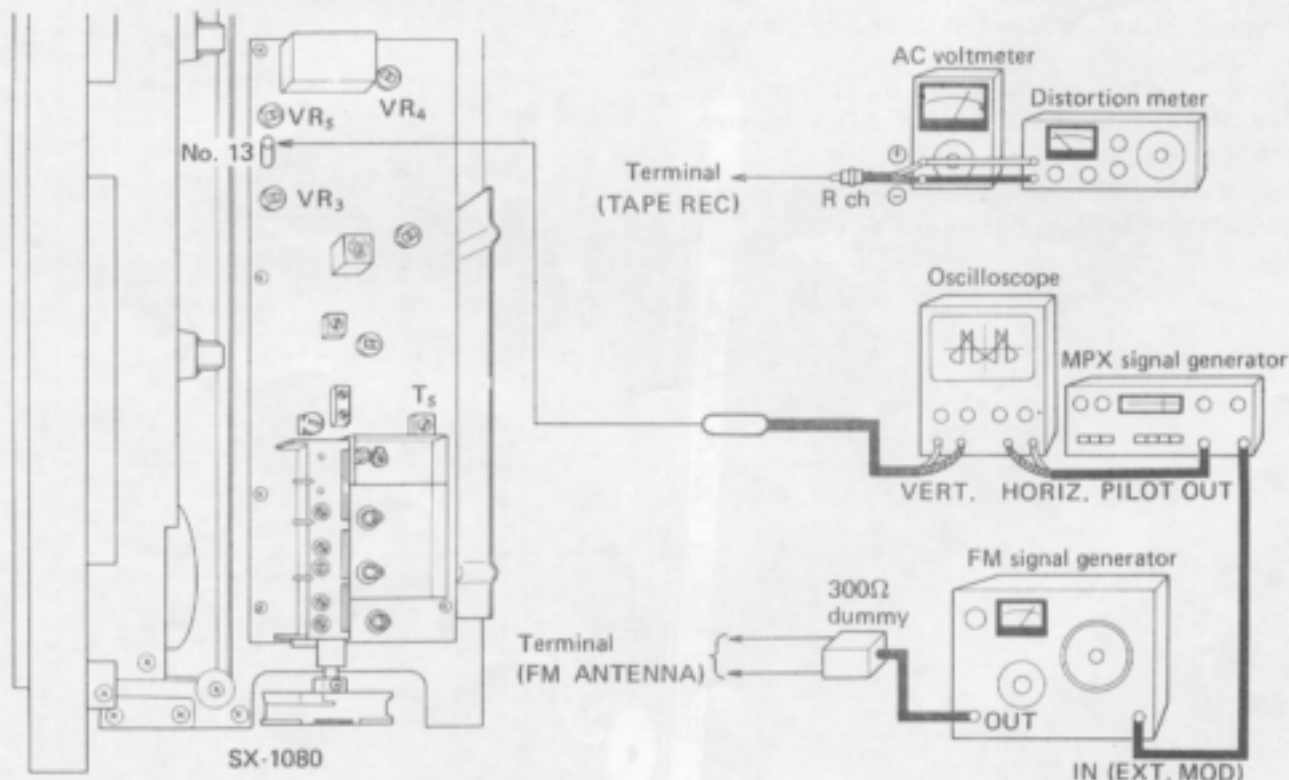 AC voltmeter
Distortion meter
VR4
VR5
No. 13
VR3
Terminal
(TAPE REC)
R ch
⊕
⊖
Oscilloscope
MPX signal generator
VERT.
HORIZ.
PILOT OUT
T5
FM signal generator
300Ω
dummy
Terminal
(FM ANTENNA)
OUT
IN (EXT. MOD)
SX-1080